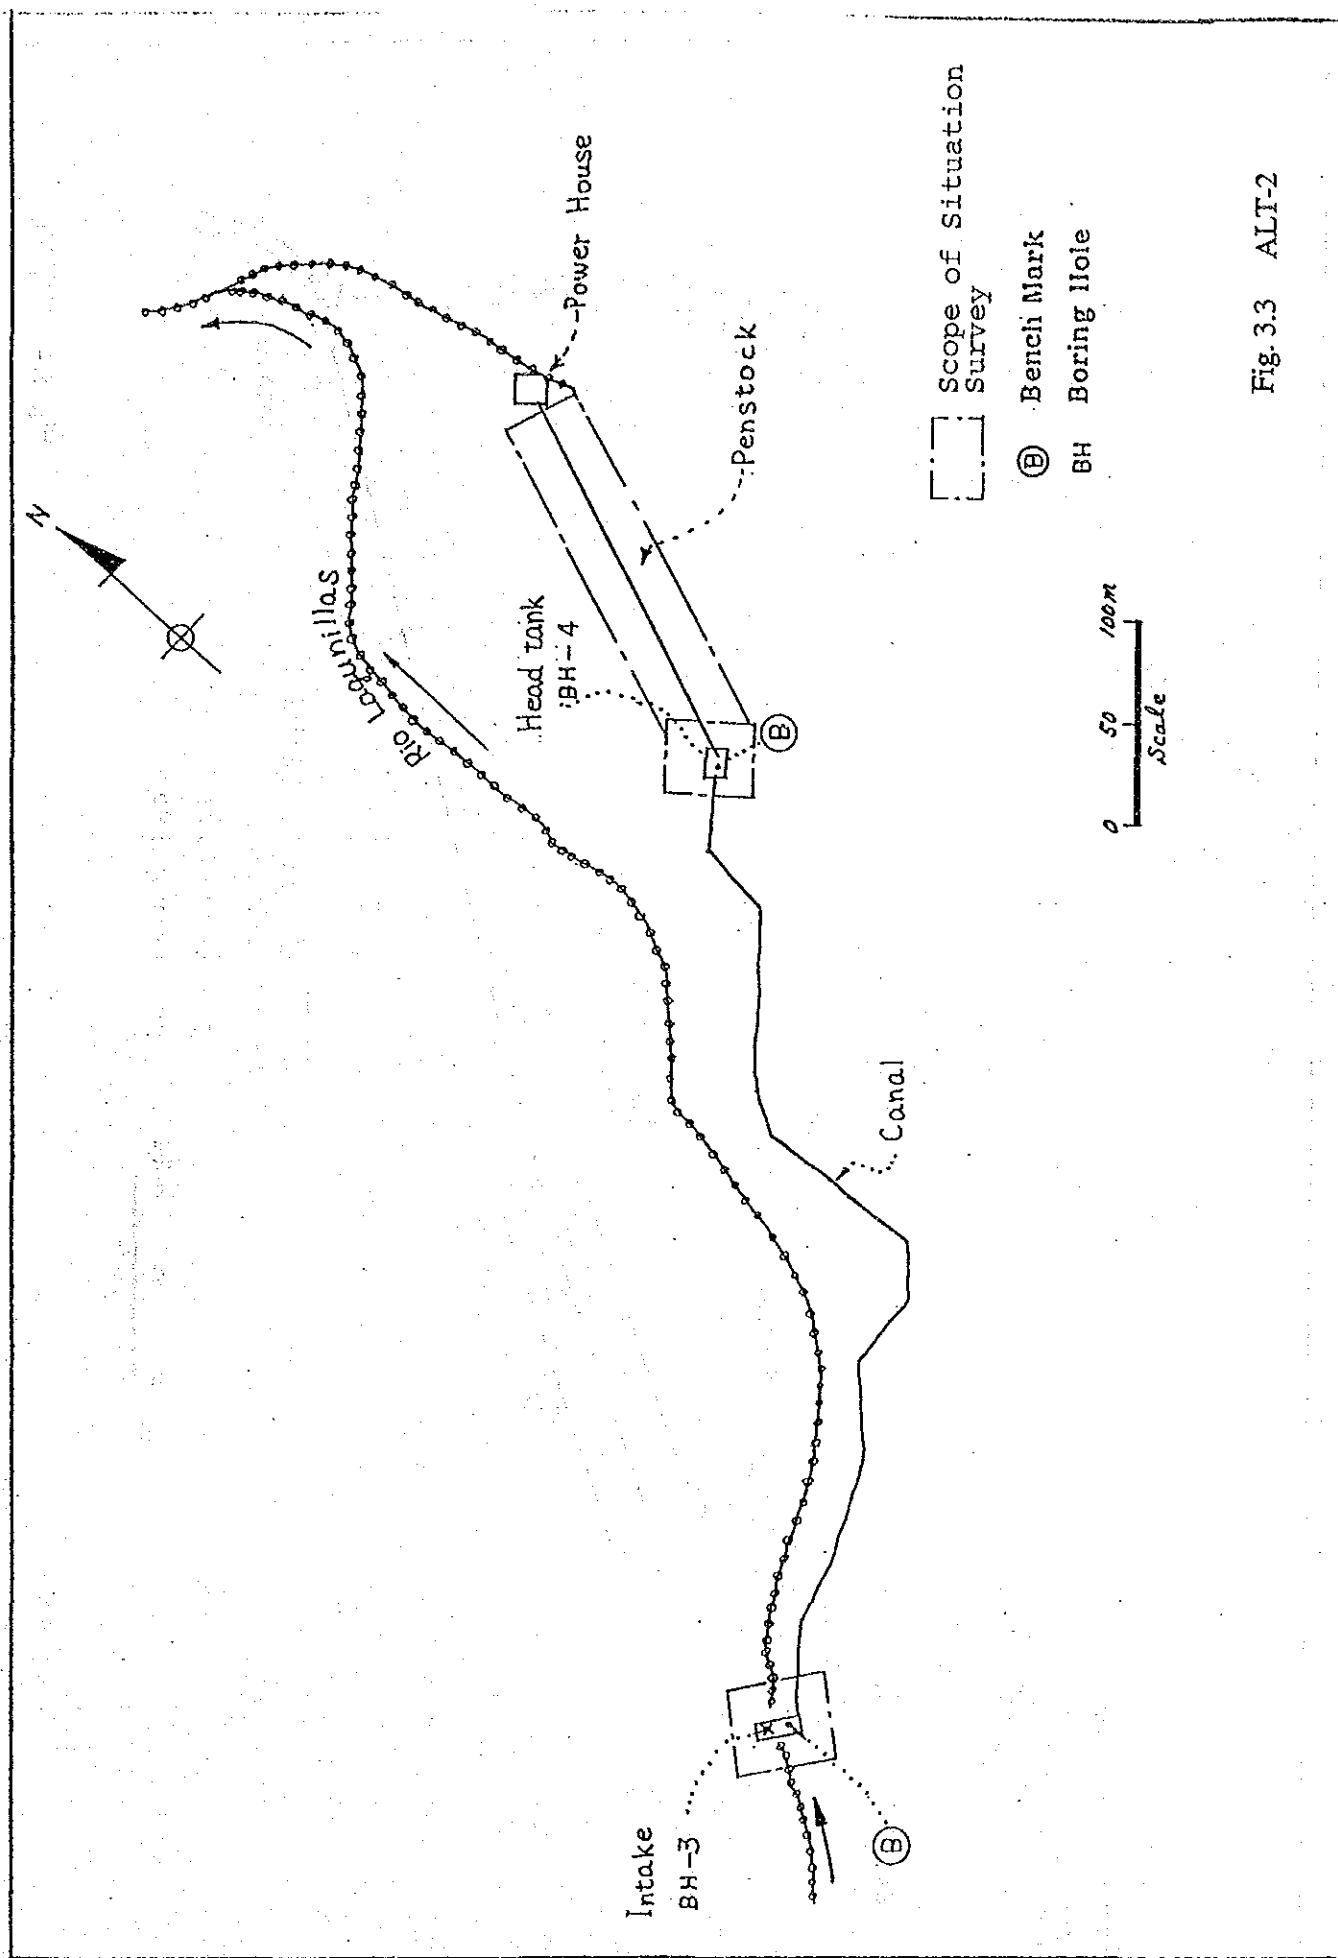 N
Rio Lagunillas
Power House
Head tank
BH-4
Penstock
B
Canal
Intake
BH-3
B
0 50 100m
Scale
Scope of Situation
Survey
B Bench Mark
BH Boring Hole
Fig. 3.3 ALT-2